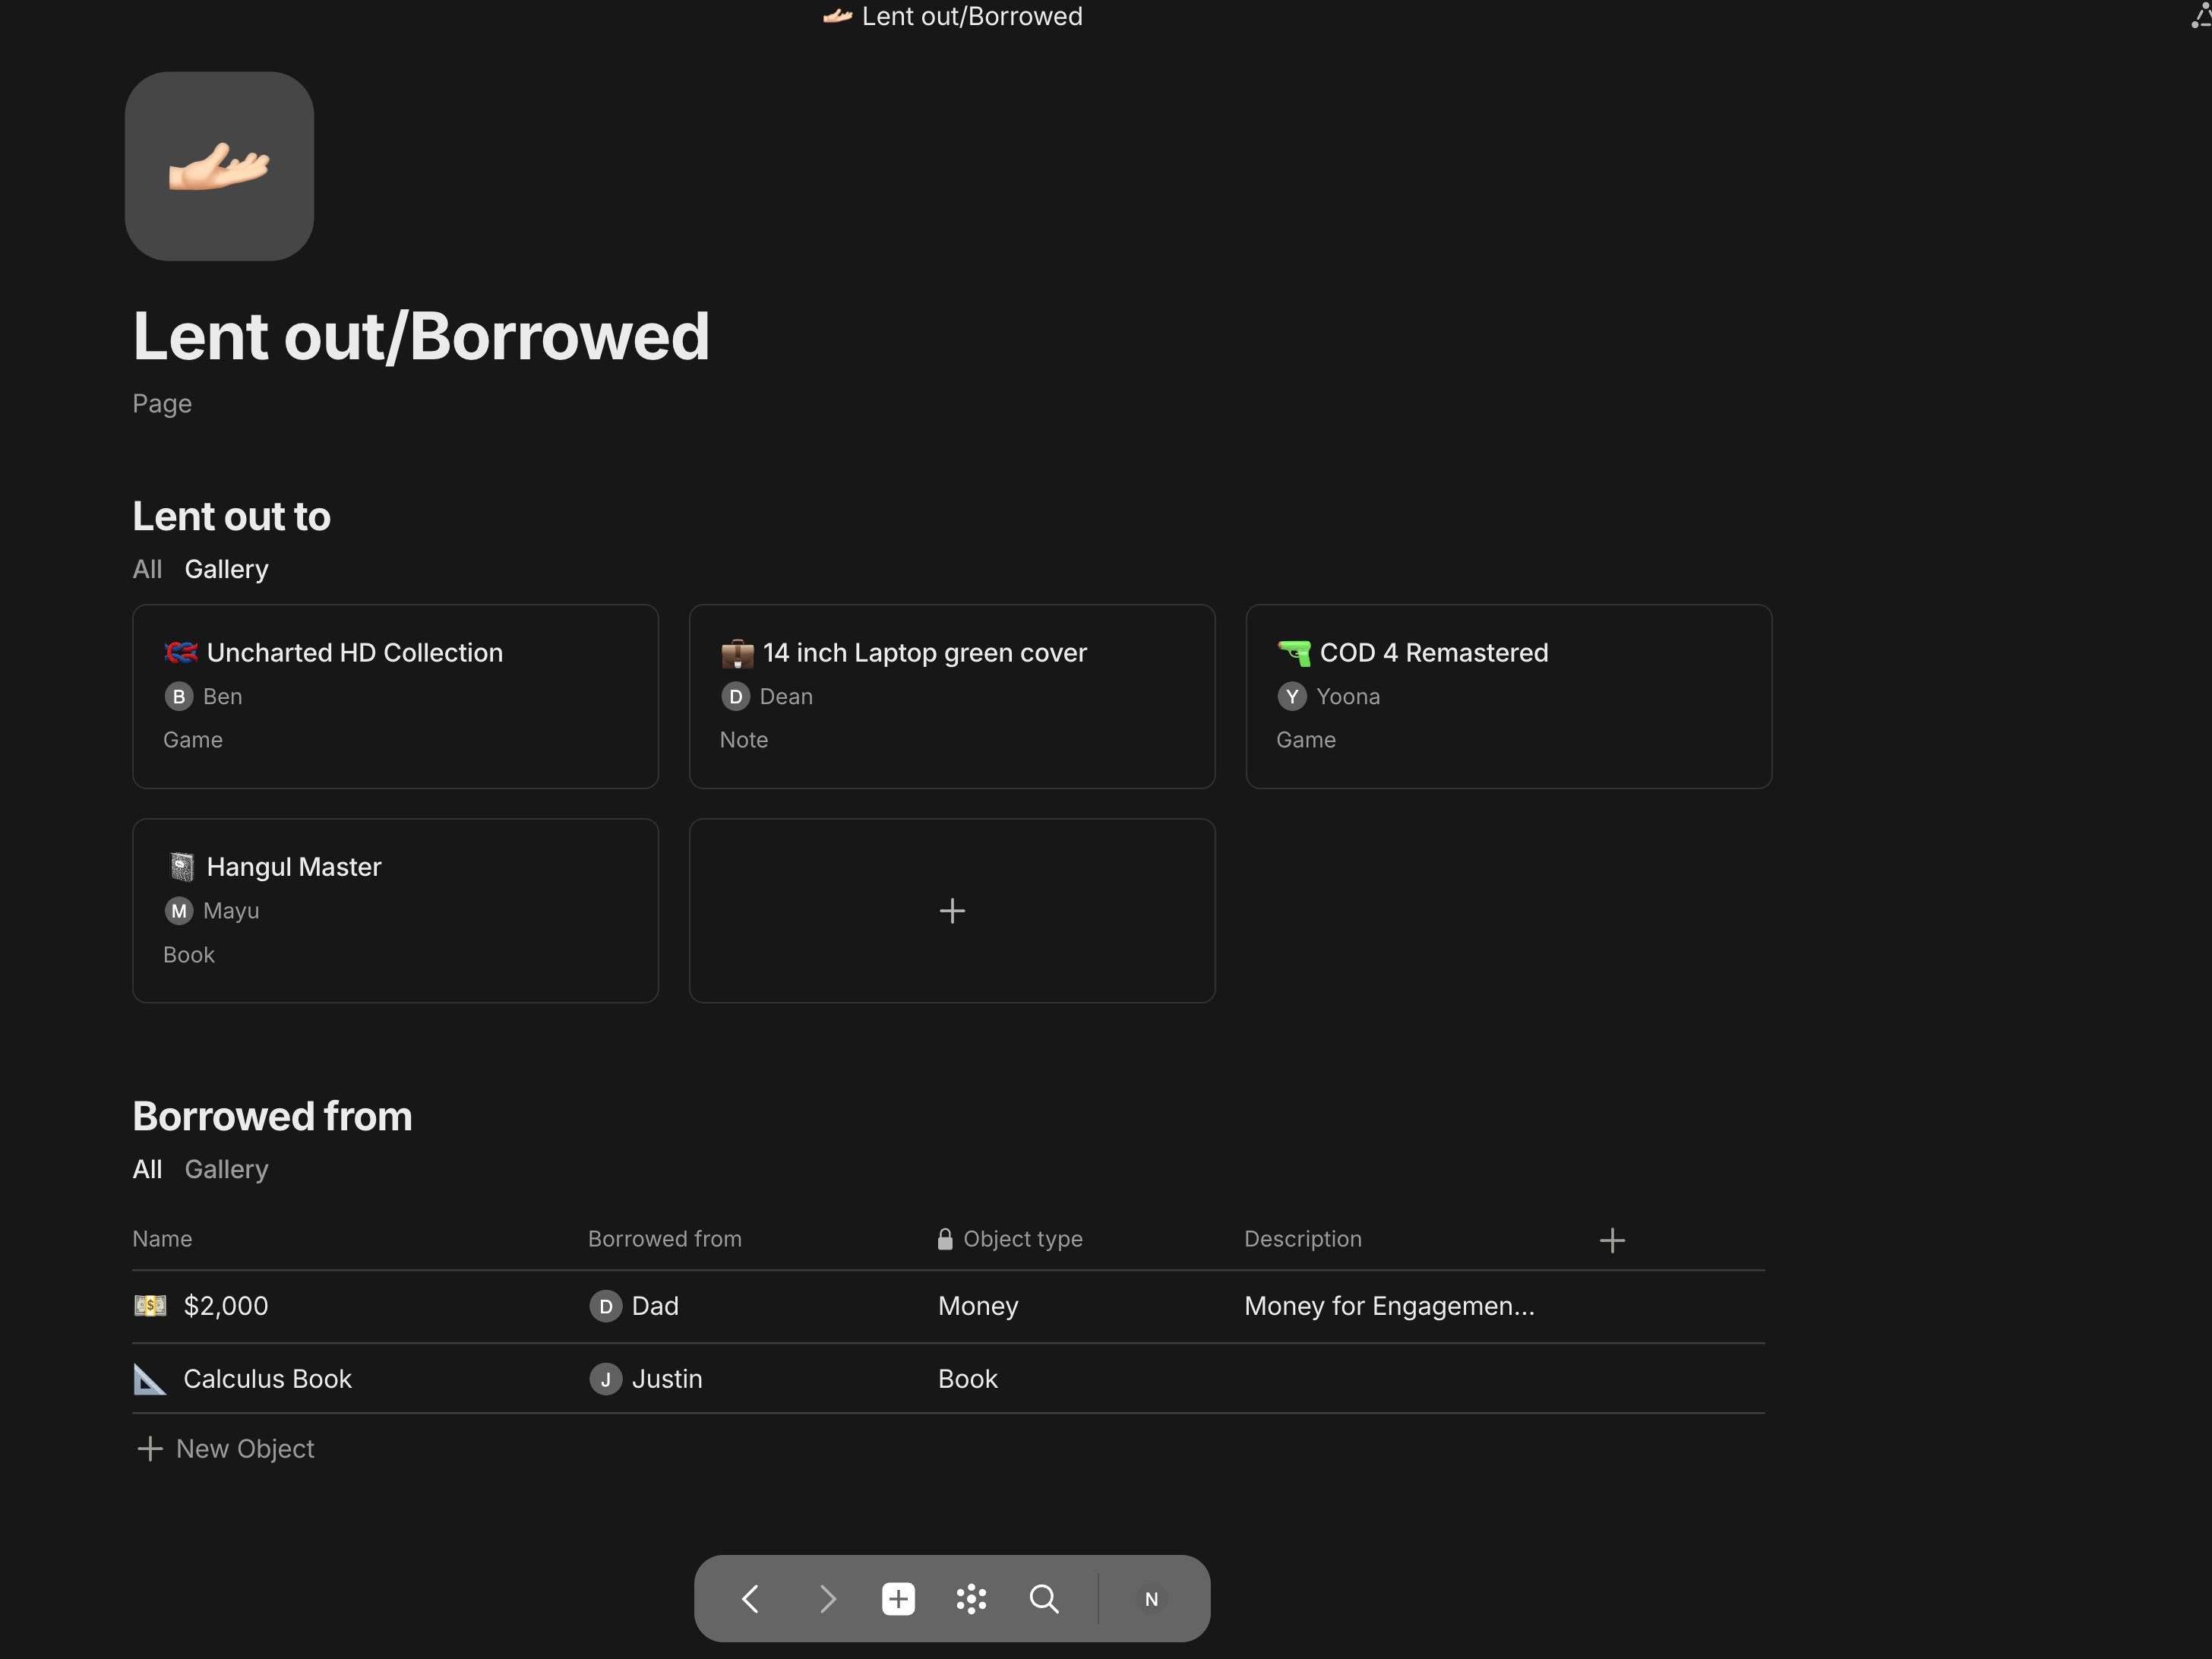 Lent out/Borrowed
Lent out/Borrowed
Page
Lent out to
All Gallery
Uncharted HD Collection
B Ben
Game
14 inch Laptop green cover
D Dean
Note
COD 4 Remastered
Y Yoona
Game
Hangul Master
M Mayu
Book
Borrowed from
All Gallery
Name Borrowed from Object type Description
$2,000 D Dad Money Money for Engagemen...
Calculus Book J Justin Book
New Object
N